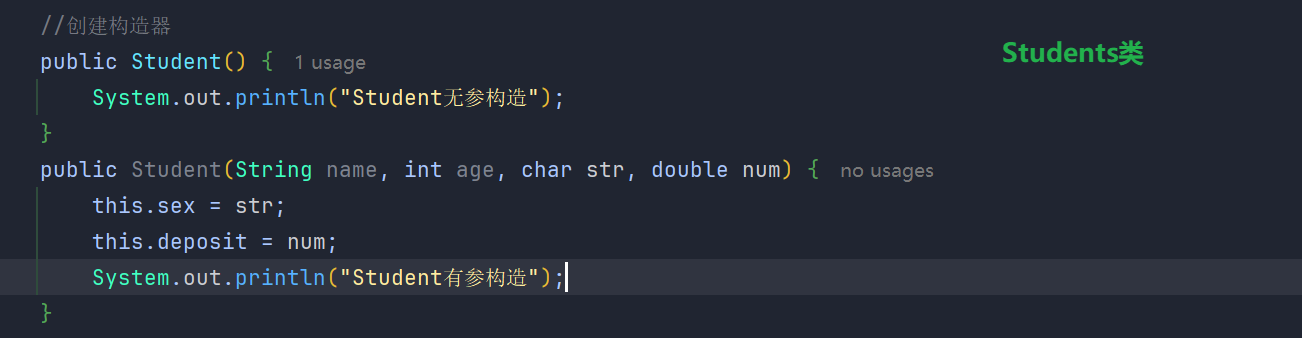 //创建构造器
public Student() { 1 usage
Students类
System.out.println("Student无参构造");
}
public Student(String name, int age, char str, double num) { no usages
this.sex = str;
this.deposit = num;
System.out.println("Student有参构造");
}